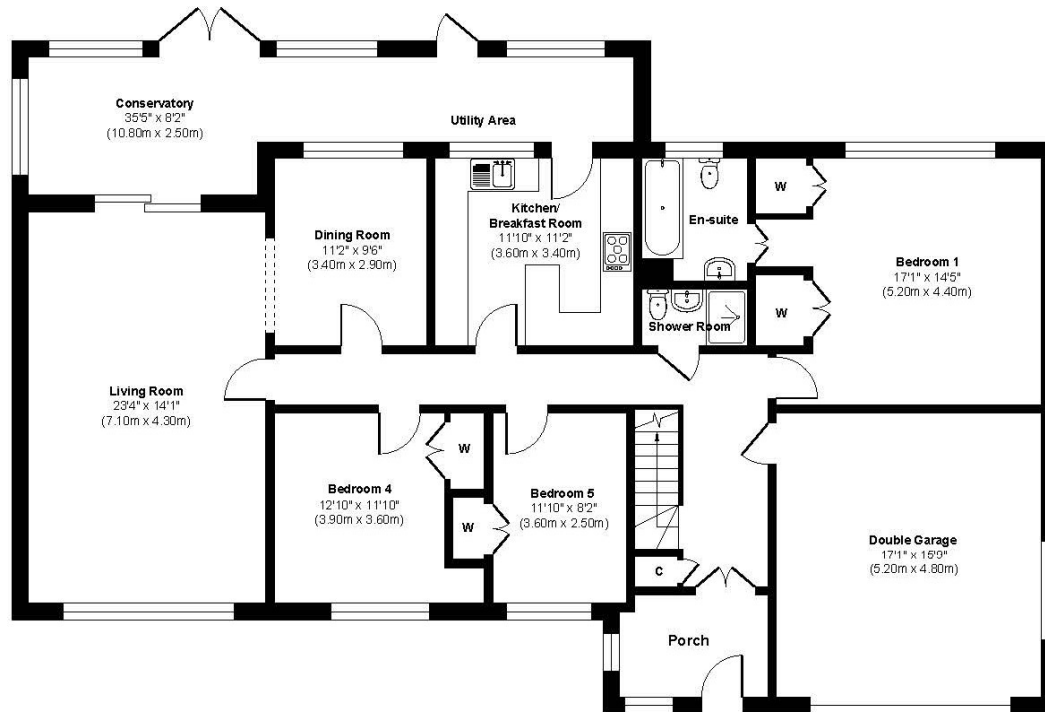 Conservatory
35'5" x 8'2"
(10.80m x 2.50m)
Utility Area
Dining Room
11'2" x 9'6"
(3.40m x 2.90m)
Kitchen/
Breakfast Room
11'10" x 11'2"
(3.60m x 3.40m)
En-suite
W
W
Bedroom 1
17'1" x 14'5"
(5.20m x 4.40m)
Shower Room
Living Room
23'4" x 14'1"
(7.10m x 4.30m)
Bedroom 4
12'10" x 11'10"
(3.90m x 3.60m)
W
W
Bedroom 5
11'10" x 8'2"
(3.60m x 2.50m)
C
Double Garage
17'1" x 15'9"
(5.20m x 4.80m)
Porch